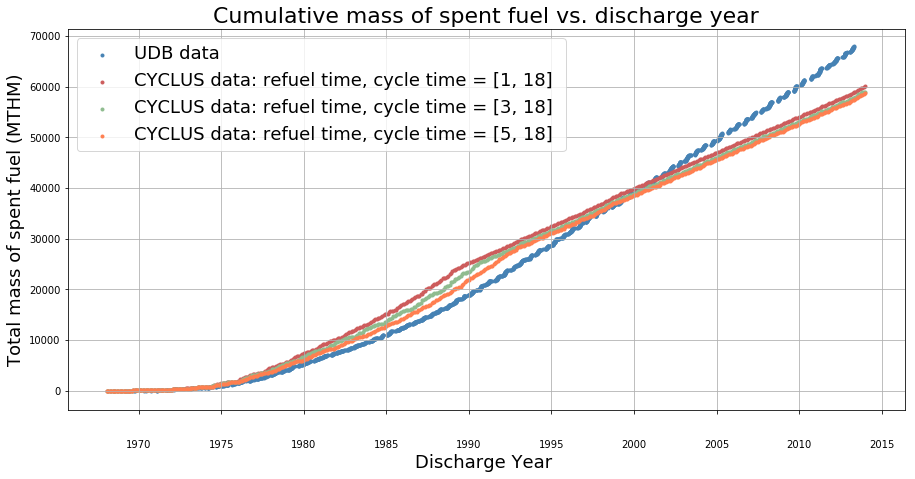 Cumulative mass of spent fuel vs. discharge year
UDB data
CYCLUS data: refuel time, cycle time = [1, 18]
CYCLUS data: refuel time, cycle time = [3, 18]
CYCLUS data: refuel time, cycle time = [5, 18]
Total mass of spent fuel (MTHM)
70000
60000
50000
40000
30000
20000
10000
0
1970 1975 1980 1985 1990 1995 2000 2005 2010 2015
Discharge Year